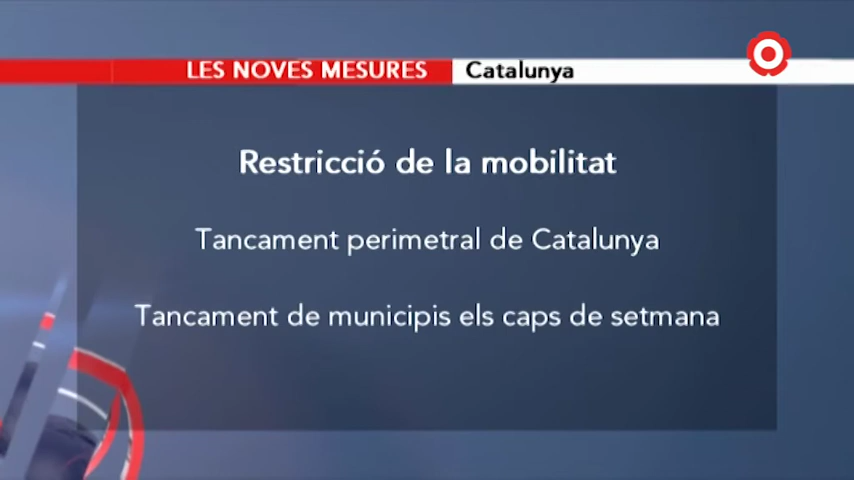 LES NOVES MESURES Catalunya
Restricció de la mobilitat
Tancament perimetral de Catalunya
Tancament de municipis els caps de setmana